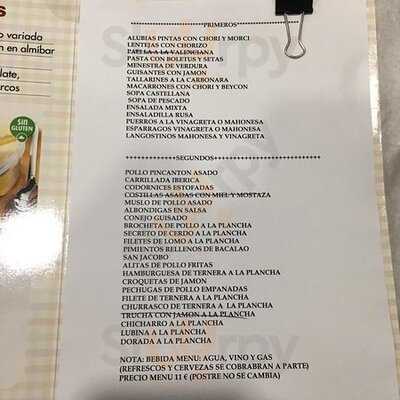 S
o variada
n en almíbar
late,
arcos
SIN
GLUTEN
PRIMEROS
ALUBIAS PINTAS CON CHORI Y MORCI
LENTEJAS CON CHORIZO
PAELLA A LA VALENCIANA
PASTA CON BOLETUS Y SETAS
MENESTRA DE VERDURA
GUISANTES CON JAMON
TALLARINES A LA CARBONARA
MACARRONES CON CHORI Y BEYCON
SOPA CASTELLANA
SOPA DE PESCADO
ENSALADA MIXTA
ENSALADILLA RUSA
PUERROS A LA VINAGRETA O MAHONESA
ESPARRAGOS VINAGRETA O MAHONESA
LANGOSTINOS MAHONESA Y VINAGRETA
++++++++++++++SEGUNDOS++++++++++++++++++++++++++++++
POLLO PINCANTON ASADO
CARRILLADA IBERICA
CODORNICES ESTOFADAS
COSTILLAS ASADAS CON MIEL Y MOSTAZA
MUSLO DE POLLO ASADO
ALBONDIGAS EN SALSA
CONEJO GUISADO
BROCHETA DE POLLO A LA PLANCHA
SECRETO DE CERDO A LA PLANCHA
FILETES DE LOMO A LA PLANCHA
PIMIENTOS RELLENOS DE BACALAO
SAN JACOBO
ALITAS DE POLLO FRITAS
HAMBURGUESA DE TERNERA A LA PLANCHA
CROQUETAS DE JAMON
PECHUGAS DE POLLO EMPANADAS
FILETE DE TERNERA A LA PLANCHA
CHURRASCO DE TERNERA A LA PLANCHA
TRUCHA CON JAMON A LA PLANCHA
CHICHARRO A LA PLANCHA
LUBINA A LA PLANCHA
DORADA A LA PLANCHA
NOTA: BEBIDA MENU: AGUA, VINO Y GAS
(REFRESCOS Y CERVEZAS SE COBRABRAN A PARTE)
PRECIO MENU 11 € (POSTRE NO SE CAMBIA)